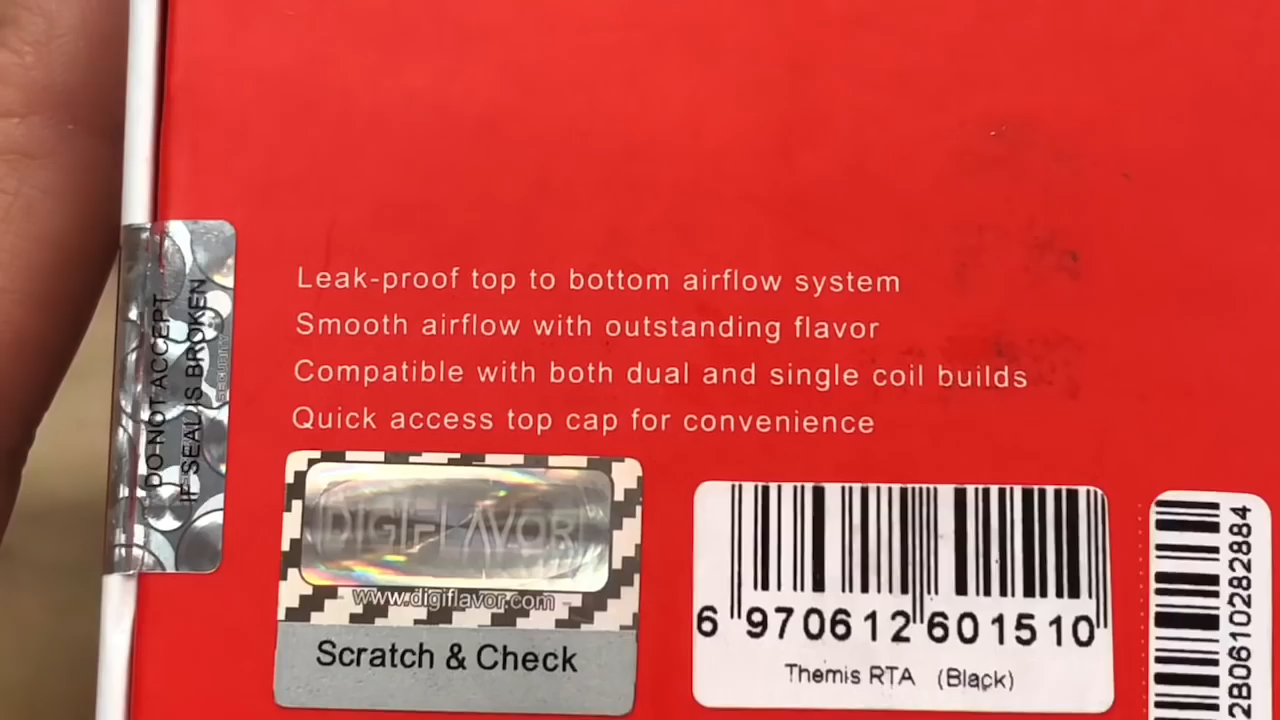 Leak-proof top to bottom airflow system
Smooth airflow with outstanding flavor
Compatible with both dual and single coil builds
Quick access top cap for convenience
DO NOT ACCEPT
IF SEAL IS BROKEN
SECURITY
DIGIFLAVOR
www.digiflavor.com
Scratch & Check
6 970612 601510
Themis RTA (Black)
2B0610282884